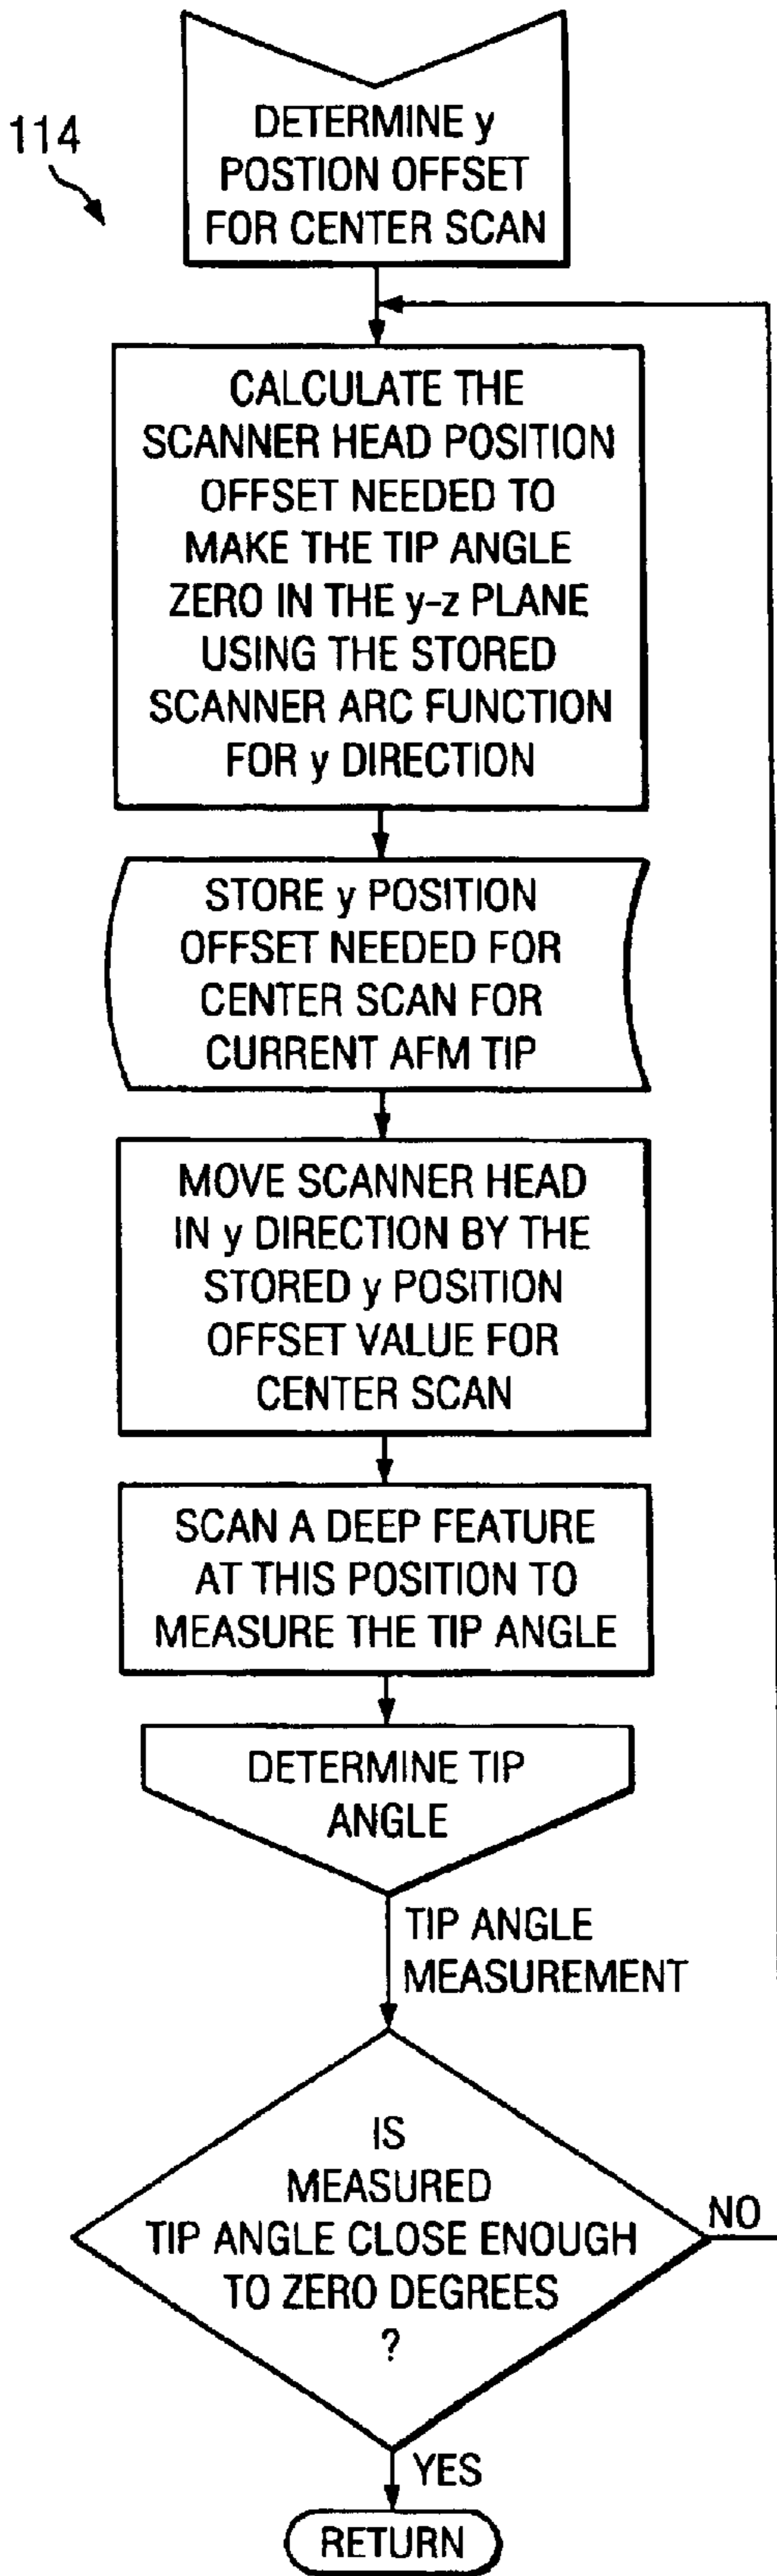 114
DETERMINE y
POSTION OFFSET
FOR CENTER SCAN
CALCULATE THE
SCANNER HEAD POSITION
OFFSET NEEDED TO
MAKE THE TIP ANGLE
ZERO IN THE y-z PLANE
USING THE STORED
SCANNER ARC FUNCTION
FOR y DIRECTION
STORE y POSITION
OFFSET NEEDED FOR
CENTER SCAN FOR
CURRENT AFM TIP
MOVE SCANNER HEAD
IN y DIRECTION BY THE
STORED y POSITION
OFFSET VALUE FOR
CENTER SCAN
SCAN A DEEP FEATURE
AT THIS POSITION TO
MEASURE THE TIP ANGLE
DETERMINE TIP
ANGLE
TIP ANGLE
MEASUREMENT
IS
MEASURED
TIP ANGLE CLOSE ENOUGH
TO ZERO DEGREES
?
NO
YES
RETURN